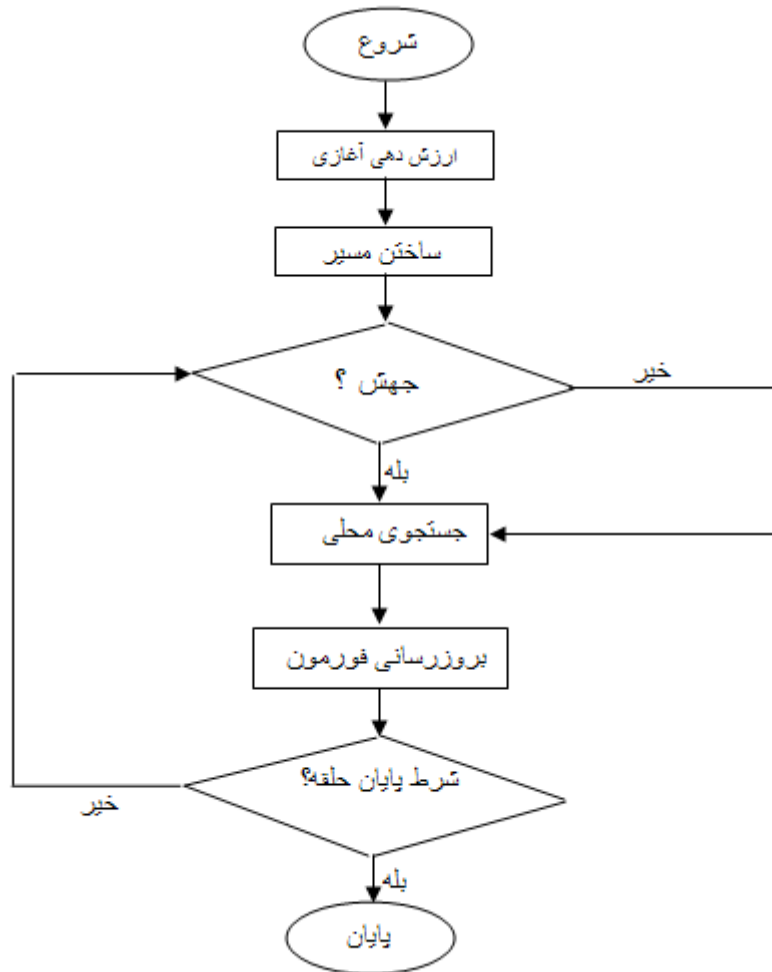 شروع
ارزش دهی آغازی
ساختن مسیر
جهش ؟
خیر
بله
جستجوی محلی
بروزرسانی فورمون
شرط پایان حلقه؟
خیر
بله
پایان